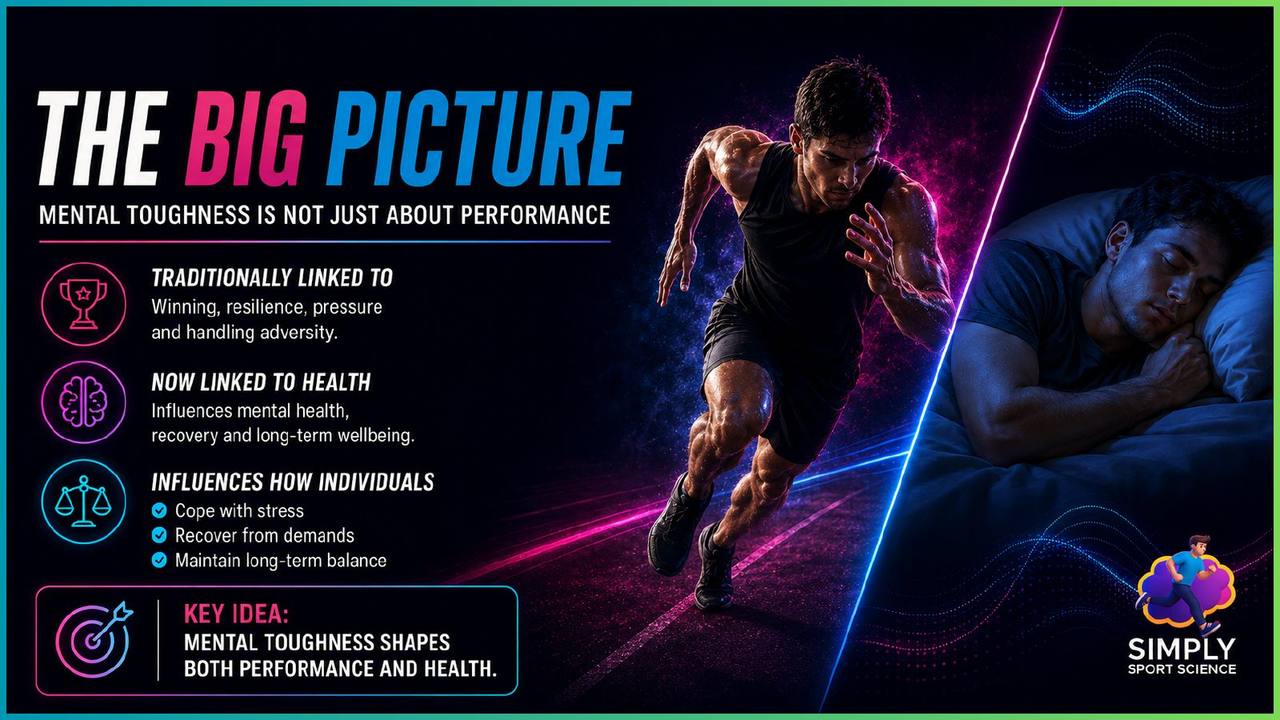 THE BIG PICTURE
MENTAL TOUGHNESS IS NOT JUST ABOUT PERFORMANCE
TRADITIONALLY LINKED TO
Winning, resilience, pressure
and handling adversity.
NOW LINKED TO HEALTH
Influences mental health,
recovery and long-term wellbeing.
INFLUENCES HOW INDIVIDUALS
Cope with stress
Recover from demands
Maintain long-term balance
KEY IDEA:
MENTAL TOUGHNESS SHAPES
BOTH PERFORMANCE AND HEALTH.
SIMPLY
SPORT SCIENCE